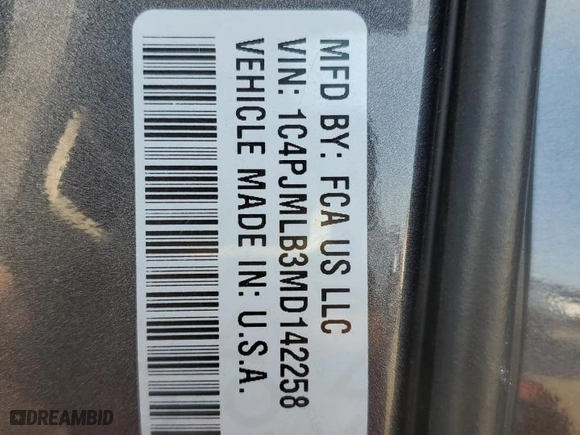 MFD BY: FCA US LLC
VIN: 1C4PJMLB3MD142258
VEHICLE MADE IN: U.S.A.
DREAMBID